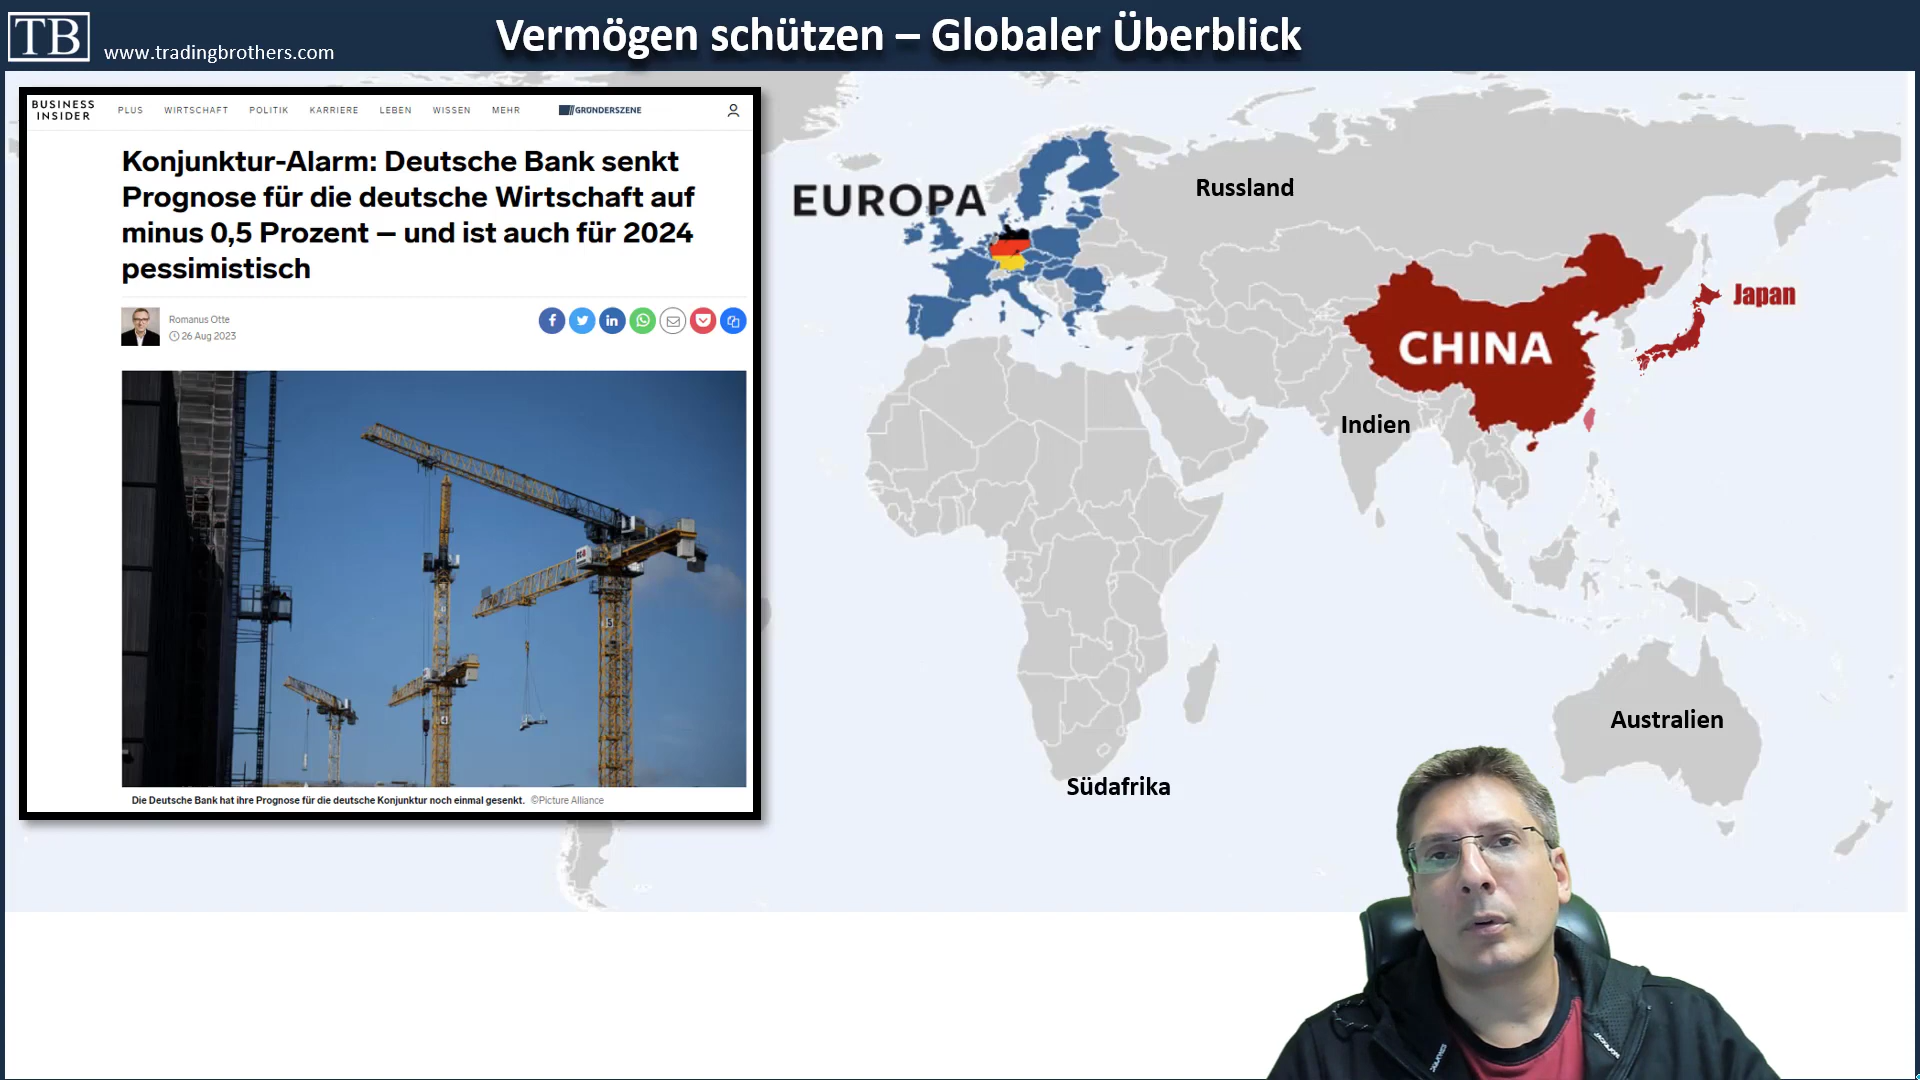 TB
www.tradingbrothers.com
Vermögen schützen – Globaler Überblick
BUSINESS
INSIDER
PLUS WIRTSCHAFT POLITIK KARRIERE LEBEN WISSEN MEHR GRÜNDERSZENE
Konjunktur-Alarm: Deutsche Bank senkt
Prognose für die deutsche Wirtschaft auf
minus 0,5 Prozent – und ist auch für 2024
pessimistisch
Romanus Otte
26 Aug 2023
5
4
Die Deutsche Bank hat ihre Prognose für die deutsche Konjunktur noch einmal gesenkt. ©Picture Alliance
EUROPA
Russland
CHINA
Japan
Indien
Australien
Südafrika